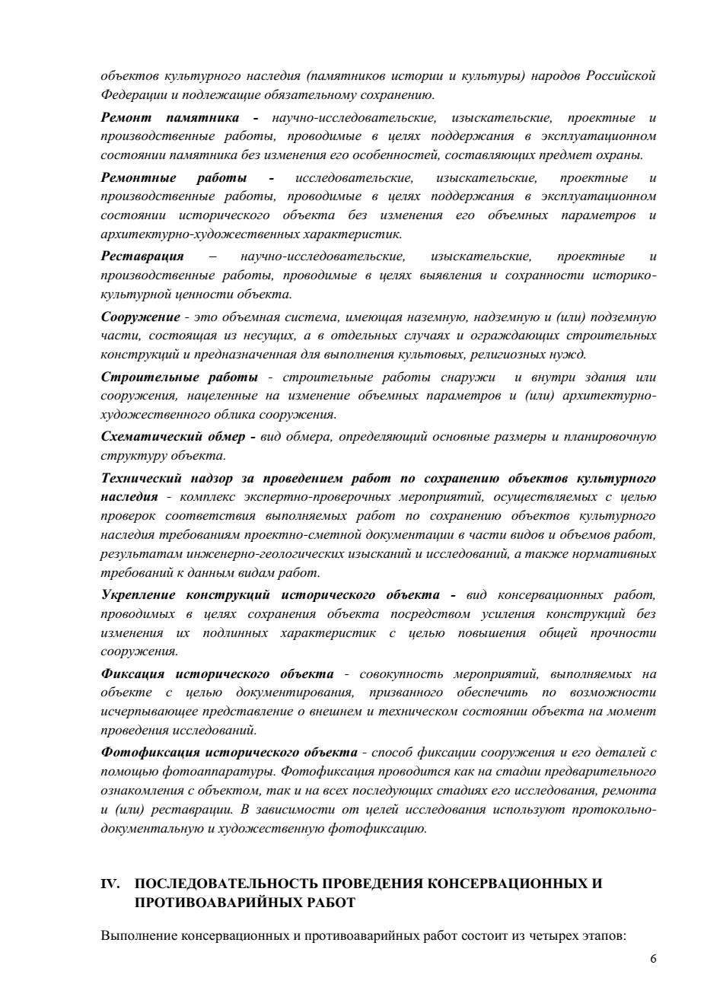 объектов культурного наследия (памятников истории и культуры) народов Российской
Федерации и подлежащие обязательному сохранению.
Ремонт памятника - научно-исследовательские, изыскательские, проектные и
производственные работы, проводимые в целях поддержания в эксплуатационном
состоянии памятника без изменения его особенностей, составляющих предмет охраны.
Ремонтные работы - исследовательские, изыскательские, проектные и
производственные работы, проводимые в целях поддержания в эксплуатационном
состоянии исторического объекта без изменения его объемных параметров и
архитектурно-художественных характеристик.
Реставрация – научно-исследовательские, изыскательские, проектные и
производственные работы, проводимые в целях выявления и сохранности историко-
культурной ценности объекта.
Сооружение - это объемная система, имеющая наземную, надземную и (или) подземную
части, состоящая из несущих, а в отдельных случаях и ограждающих строительных
конструкций и предназначенная для выполнения культовых, религиозных нужд.
Строительные работы - строительные работы снаружи и внутри здания или
сооружения, нацеленные на изменение объемных параметров и (или) архитектурно-
художественного облика сооружения.
Схематический обмер - вид обмера, определяющий основные размеры и планировочную
структуру объекта.
Технический надзор за проведением работ по сохранению объектов культурного
наследия - комплекс экспертно-проверочных мероприятий, осуществляемых с целью
проверок соответствия выполняемых работ по сохранению объектов культурного
наследия требованиям проектно-сметной документации в части видов и объемов работ,
результатам инженерно-геологических изысканий и исследований, а также нормативных
требований к данным видам работ.
Укрепление конструкций исторического объекта - вид консервационных работ,
проводимых в целях сохранения объекта посредством усиления конструкций без
изменения их подлинных характеристик с целью повышения общей прочности
сооружения.
Фиксация исторического объекта - совокупность мероприятий, выполняемых на
объекте с целью документирования, призванного обеспечить по возможности
исчерпывающее представление о внешнем и техническом состоянии объекта на момент
проведения исследований.
Фотофиксация исторического объекта - способ фиксации сооружения и его деталей с
помощью фотоаппаратуры. Фотофиксация проводится как на стадии предварительного
ознакомления с объектом, так и на всех последующих стадиях его исследования, ремонта
и (или) реставрации. В зависимости от целей исследования используют протокольно-
документальную и художественную фотофиксацию.
IV. ПОСЛЕДОВАТЕЛЬНОСТЬ ПРОВЕДЕНИЯ КОНСЕРВАЦИОННЫХ И
ПРОТИВОАВАРИЙНЫХ РАБОТ
Выполнение консервационных и противоаварийных работ состоит из четырех этапов:
6